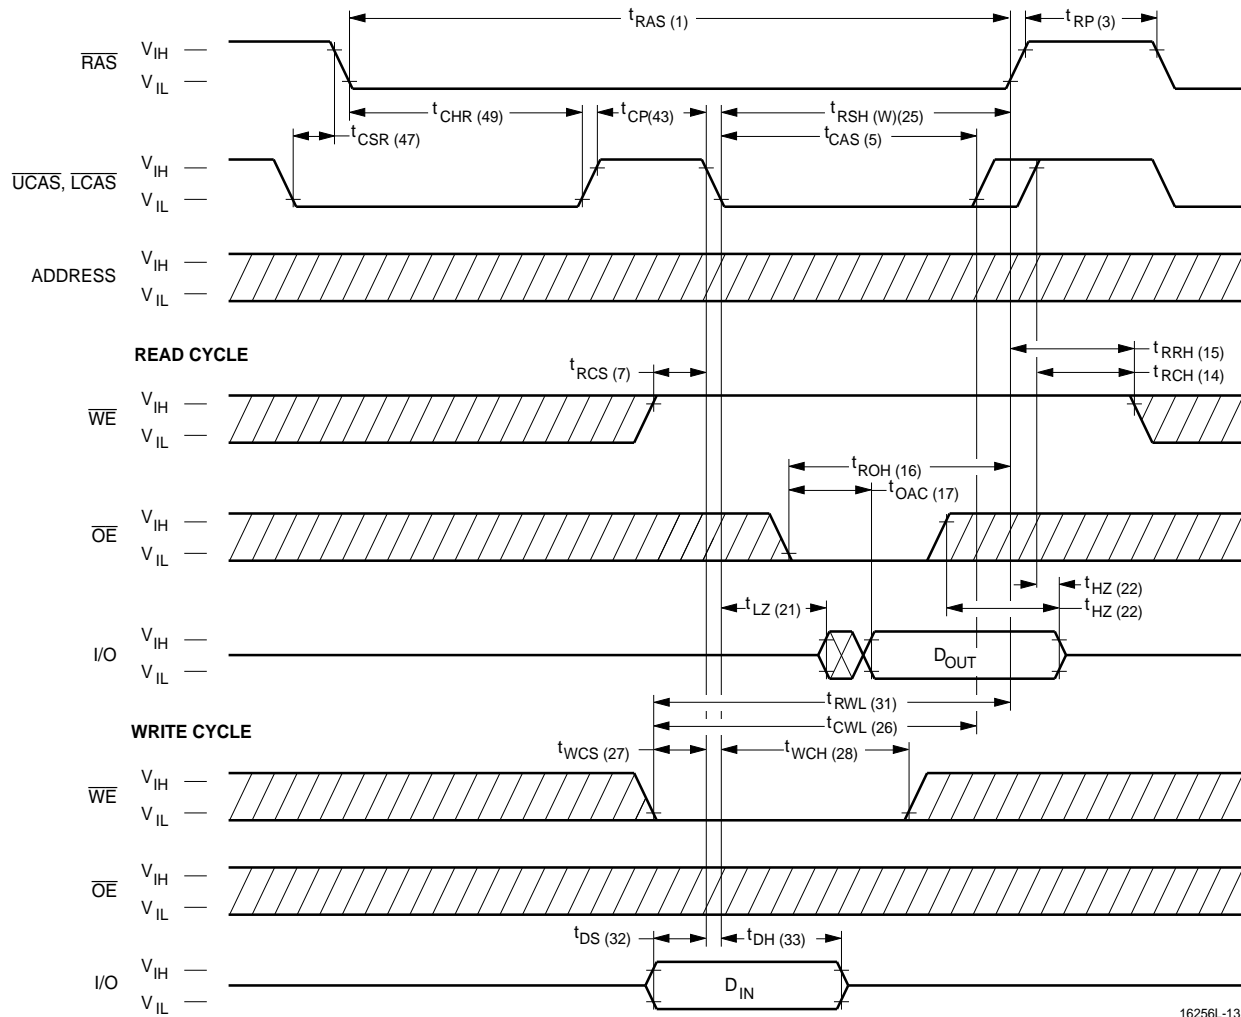 t RAS (1)
t RP (3)
RAS
V IH
V IL
t CHR (49)
t CP(43)
t RSH (W)(25)
t CSR (47)
t CAS (5)
UCAS, LCAS
V IH
V IL
ADDRESS
V IH
V IL
READ CYCLE
t RRH (15)
t RCS (7)
t RCH (14)
WE
V IH
V IL
t ROH (16)
t OAC (17)
OE
V IH
V IL
t HZ (22)
t LZ (21)
t HZ (22)
I/O
V IH
V IL
D OUT
t RWL (31)
WRITE CYCLE
t CWL (26)
t WCS (27)
t WCH (28)
WE
V IH
V IL
OE
V IH
V IL
t DS (32)
t DH (33)
I/O
V IH
V IL
D IN
16256L-13